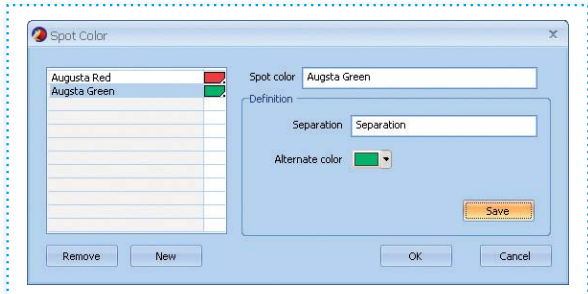 Spot Color
Augusta Red
Augsta Green
Spot color Augsta Green
Definition
Separation Separation
Alternate color
Save
Remove New OK Cancel